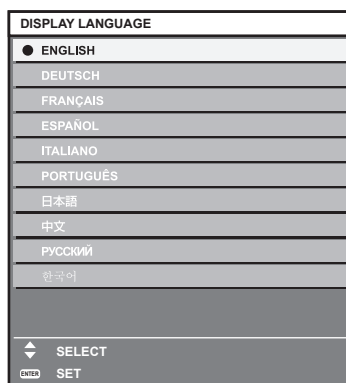 DISPLAY LANGUAGE
ENGLISH
DEUTSCH
FRANÇAIS
ESPAÑOL
ITALIANO
PORTUGUÊS
日本語
中文
РУССКИЙ
한국어
SELECT
ENTER SET